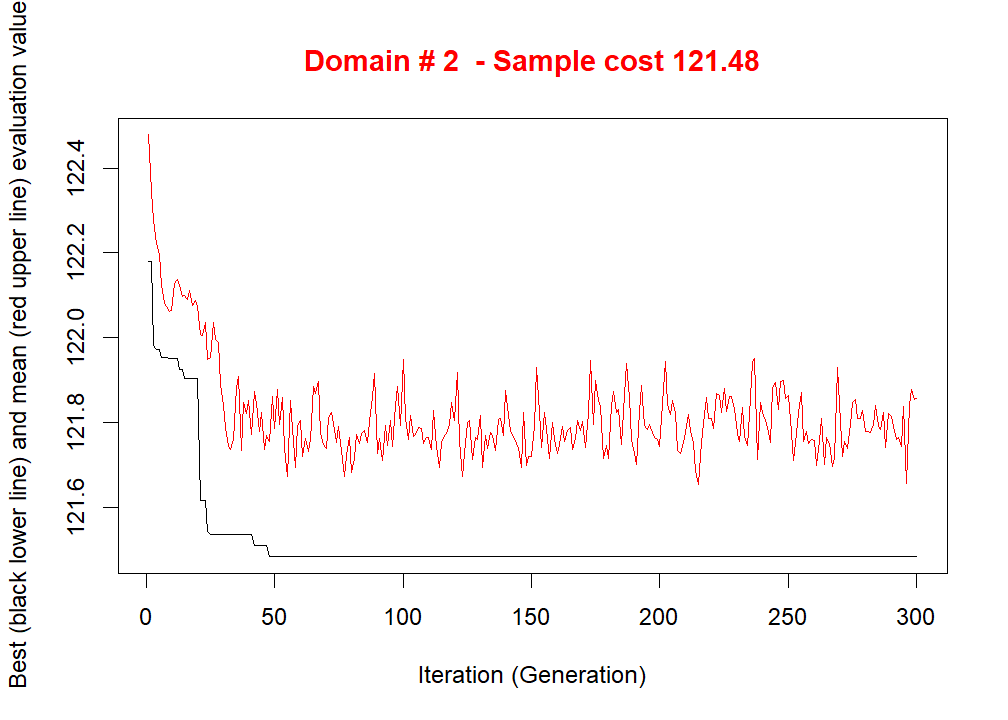 Domain # 2  - Sample cost 121.48
Best (black lower line) and mean (red upper line) evaluation value
122.4
122.2
122.0
121.8
121.6
0 50 100 150 200 250 300
Iteration (Generation)